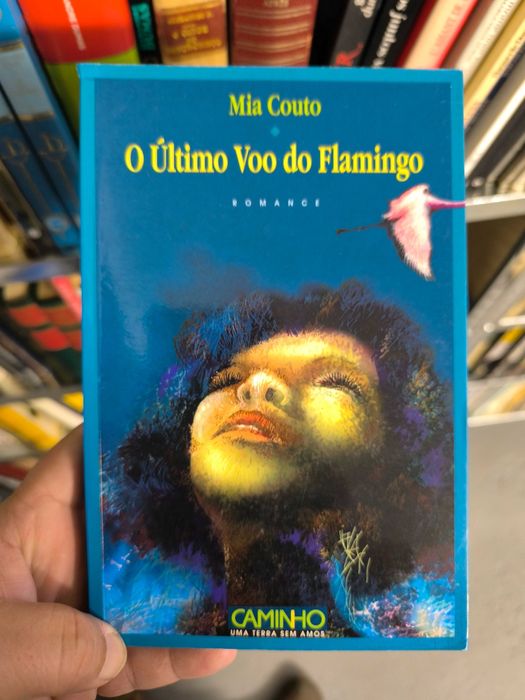 Mia Couto
O Último Voo do Flamingo
ROMANCE
CAMINHO
UMA TERRA SEM AMOS